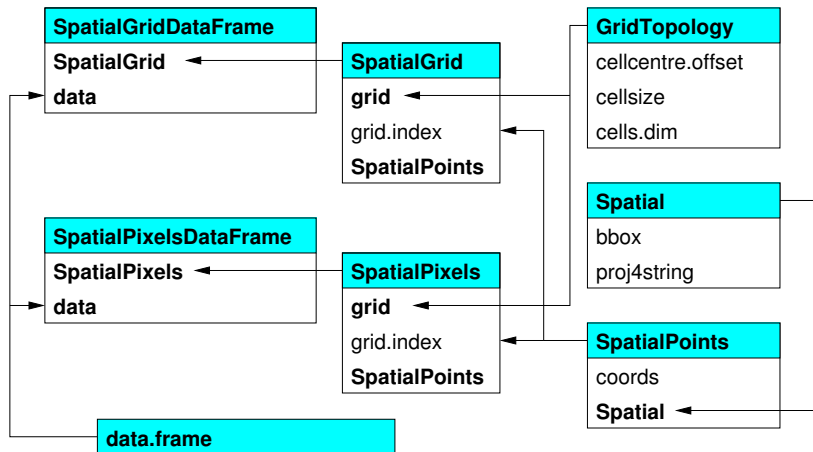 SpatialGridDataFrame
SpatialGrid
data
SpatialGrid
grid
grid.index
SpatialPoints
GridTopology
cellcentre.offset
cellsize
cells.dim
SpatialPixelsDataFrame
SpatialPixels
data
SpatialPixels
grid
grid.index
SpatialPoints
Spatial
bbox
proj4string
SpatialPoints
coords
Spatial
data.frame